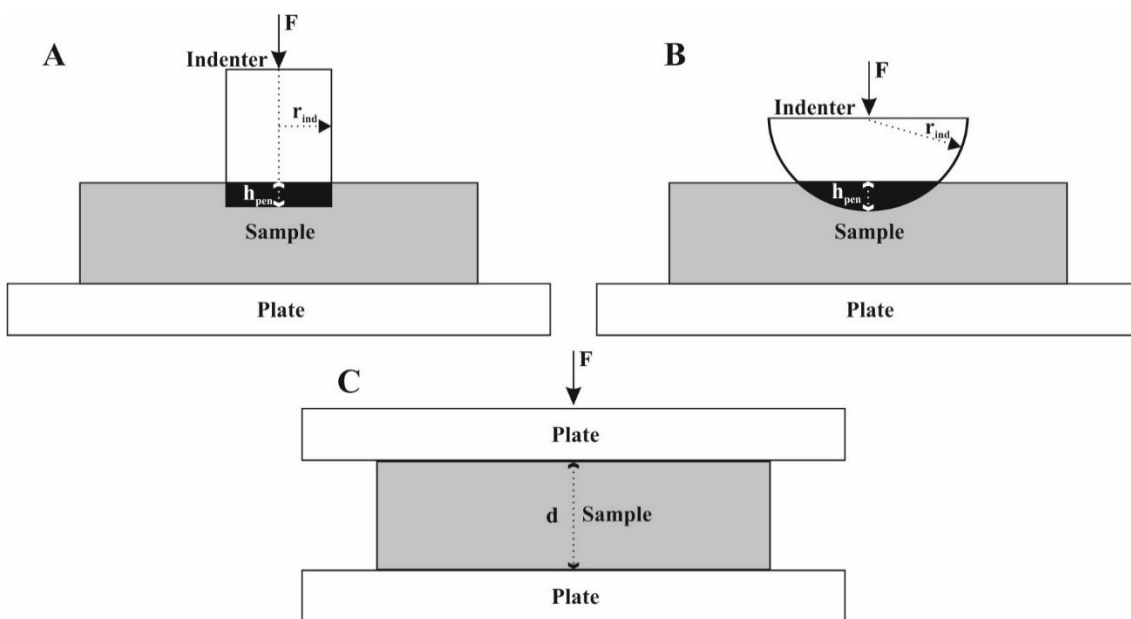 A
F
Indenter
r_ind
h_pen
Sample
Plate
B
F
Indenter
r_ind
h_pen
Sample
Plate
C
F
Plate
d Sample
Plate